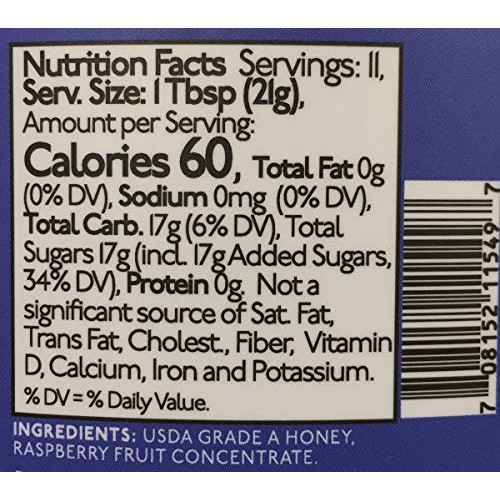 Nutrition Facts Servings: 11,
Serv. Size: 1 Tbsp (21g),
Amount per Serving:
Calories 60, Total Fat 0g
(0% DV), Sodium 0mg (0% DV),
Total Carb. 17g (6% DV), Total
Sugars 17g (incl. 17g Added Sugars,
34% DV), Protein 0g. Not a
significant source of Sat. Fat,
Trans Fat, Cholest., Fiber, Vitamin
D, Calcium, Iron and Potassium.
% DV = % Daily Value.
INGREDIENTS: USDA GRADE A HONEY,
RASPBERRY FRUIT CONCENTRATE.
7 08152 11549 7